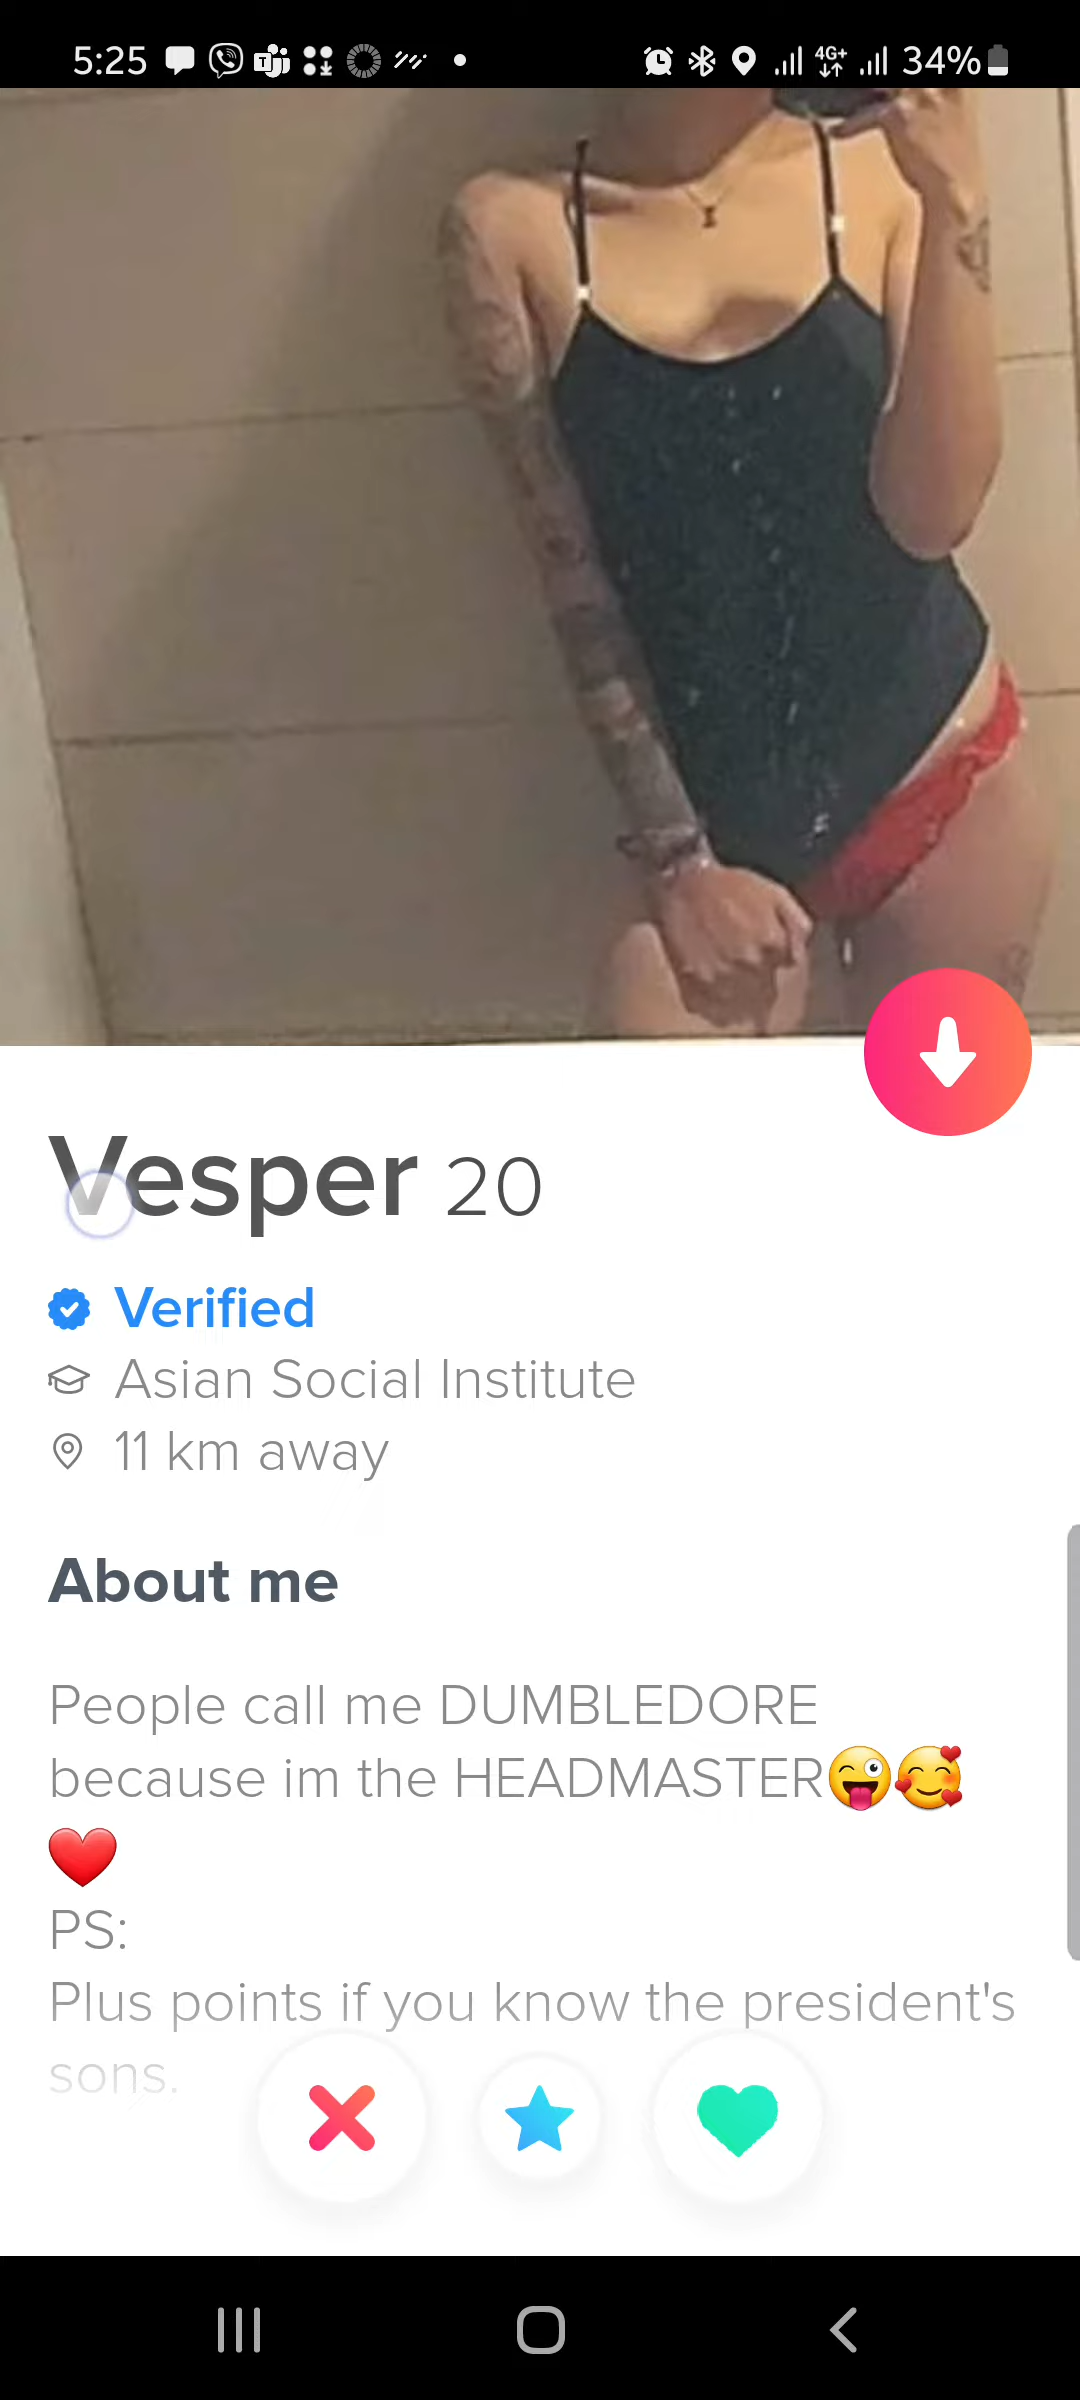 5:25 4G+ 34%
Vesper 20
Verified
Asian Social Institute
11 km away
About me
People call me DUMBLEDORE
because im the HEADMASTER😜🥰
❤️
PS:
Plus points if you know the president's
sons.